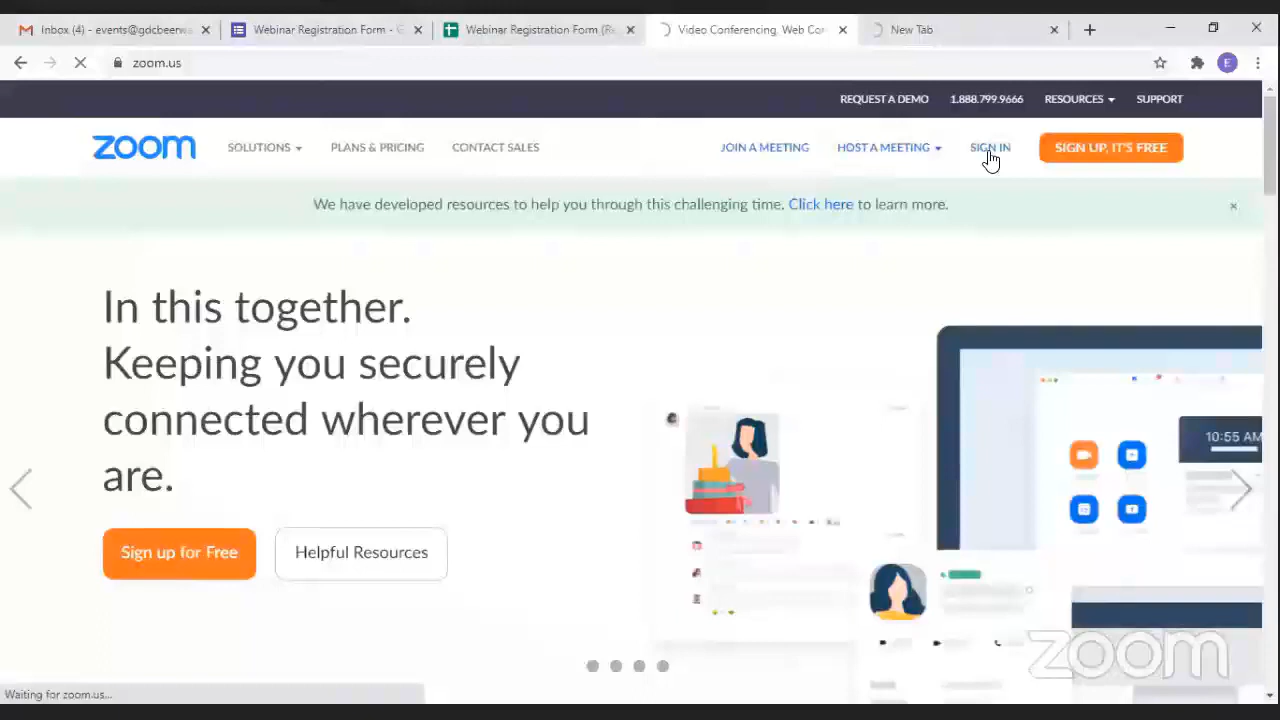 Inbox (4) - events@gdcbeerwa
Webinar Registration Form - G
Webinar Registration Form (Re
Video Conferencing, Web Con
New Tab
zoom.us
E
REQUEST A DEMO
1.888.799.9666
RESOURCES
SUPPORT
zoom
SOLUTIONS
PLANS & PRICING
CONTACT SALES
JOIN A MEETING
HOST A MEETING
SIGN IN
SIGN UP, IT'S FREE
We have developed resources to help you through this challenging time. Click here to learn more.
In this together.
Keeping you securely
connected wherever you
are.
10:55 AM
Sign up for Free
Helpful Resources
zoom
Waiting for zoom.us...